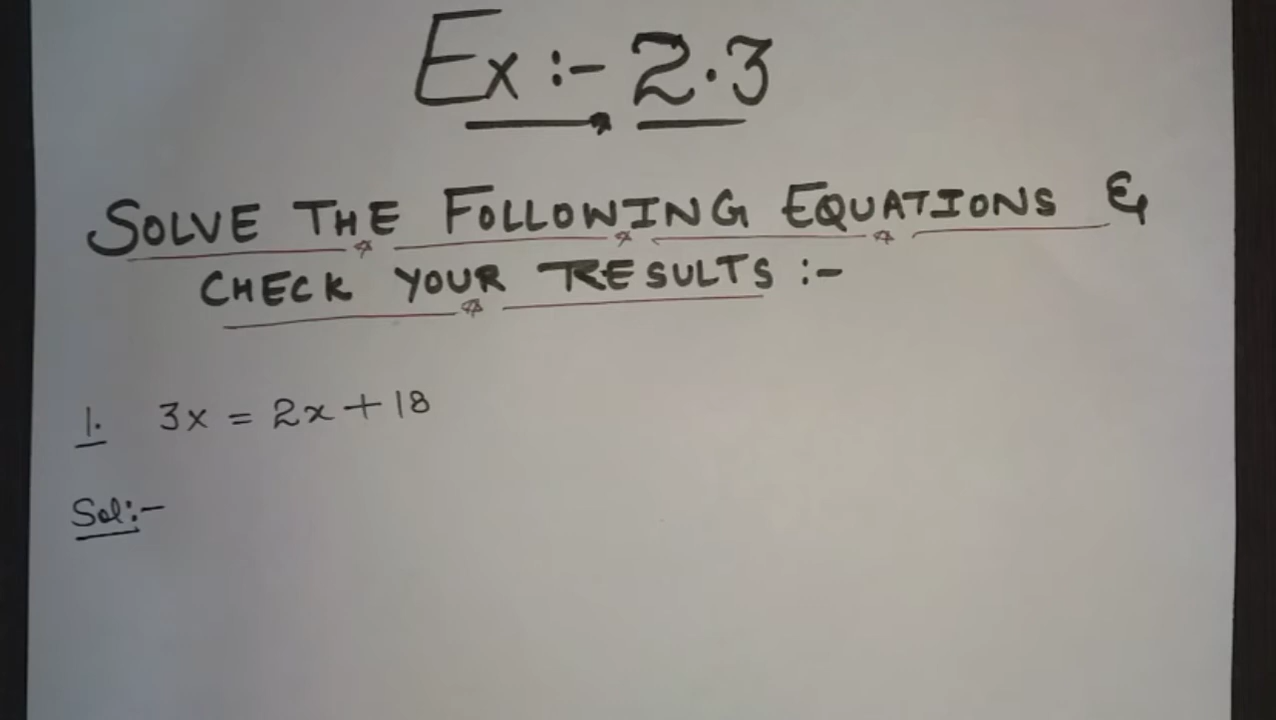 Ex :- 2.3
SOLVE THE FOLLOWING EQUATIONS &
CHECK YOUR RESULTS :-
1. 3x = 2x + 18
Sol:-